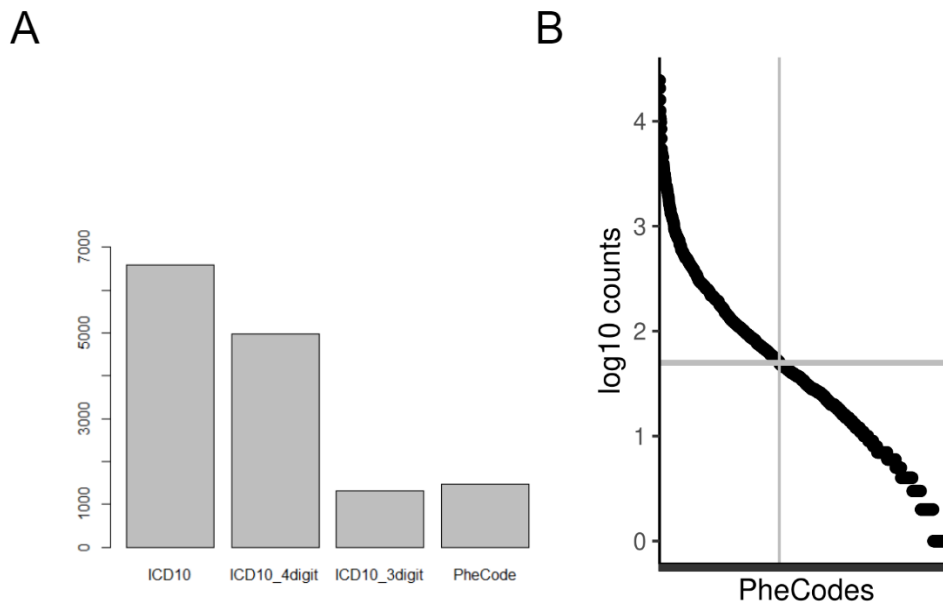 A
7000
5000
3000
1000
0
ICD10
ICD10_4digit
ICD10_3digit
PheCode
B
log10 counts
4
3
2
1
0
PheCodes